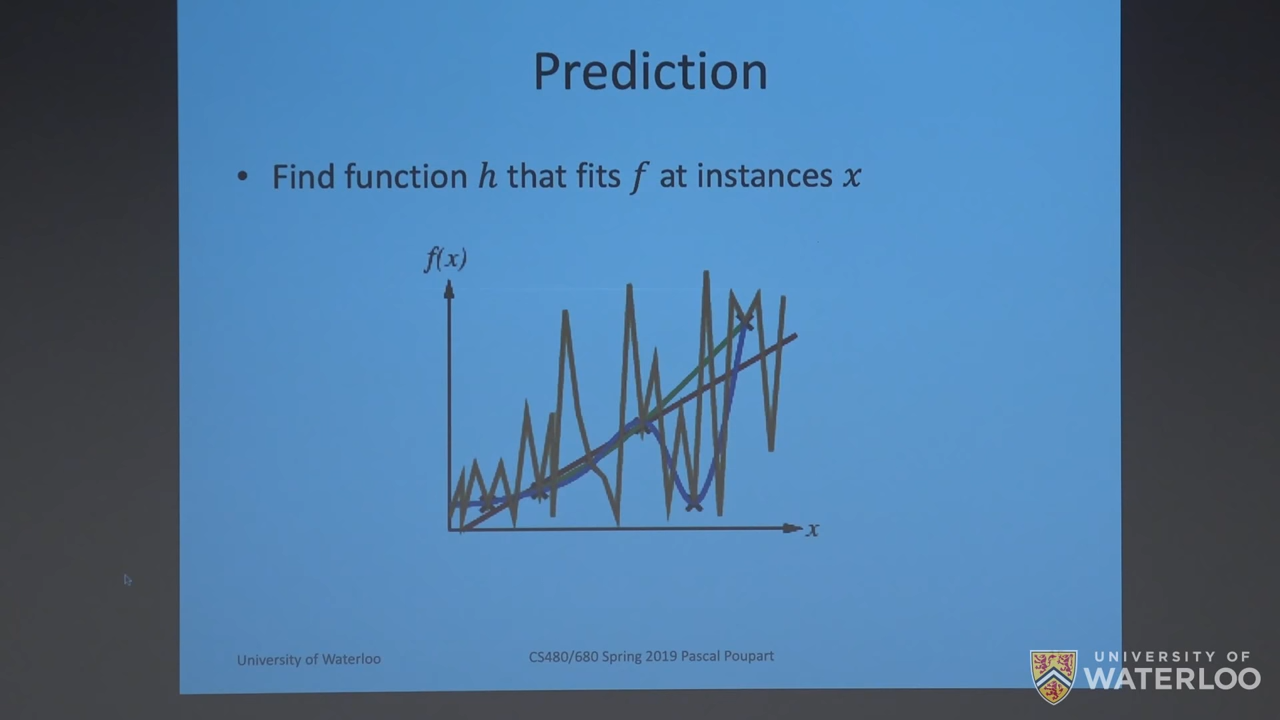 Prediction
• Find function h that fits f at instances x
f(x)
x
University of Waterloo
CS480/680 Spring 2019 Pascal Poupart
UNIVERSITY OF
WATERLOO